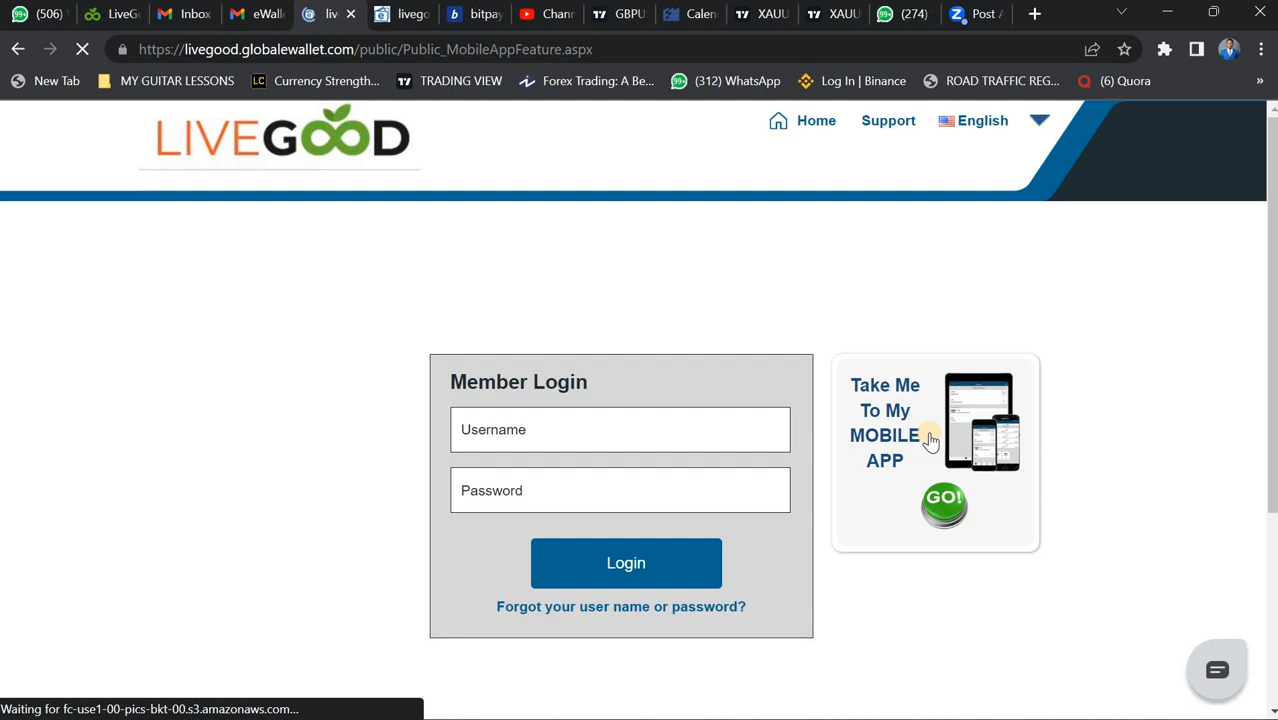 (506)
LiveG
Inbox
eWalle
liv
livego
bitpay
Chann
GBPU
Calen
XAUU
XAUU
(274)
Post A
https://livegood.globalewallet.com/public/Public_MobileAppFeature.aspx
New Tab
MY GUITAR LESSONS
LC
Currency Strength...
TRADING VIEW
Forex Trading: A Be...
(312) WhatsApp
Log In | Binance
ROAD TRAFFIC REG...
(6) Quora
»
LIVEGOOD
Home
Support
English
Member Login
Username
Password
Login
Forgot your user name or password?
Take Me
To My
MOBILE
APP
GO!
Waiting for fc-use1-00-pics-bkt-00.s3.amazonaws.com...